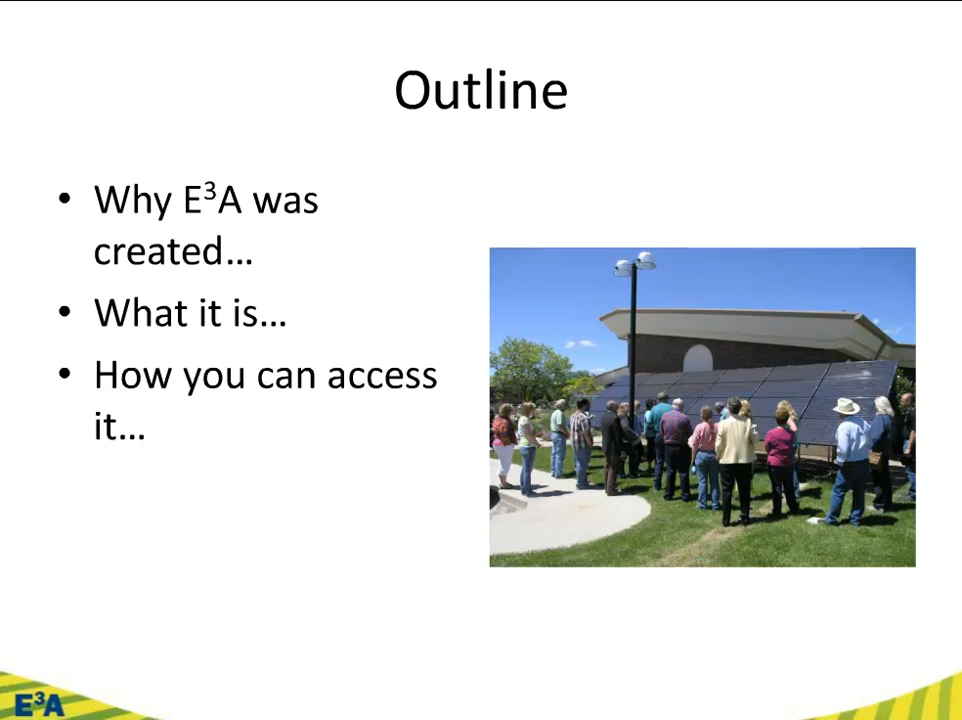 Outline
• Why E³A was
created…
• What it is…
• How you can access
it…
E³A